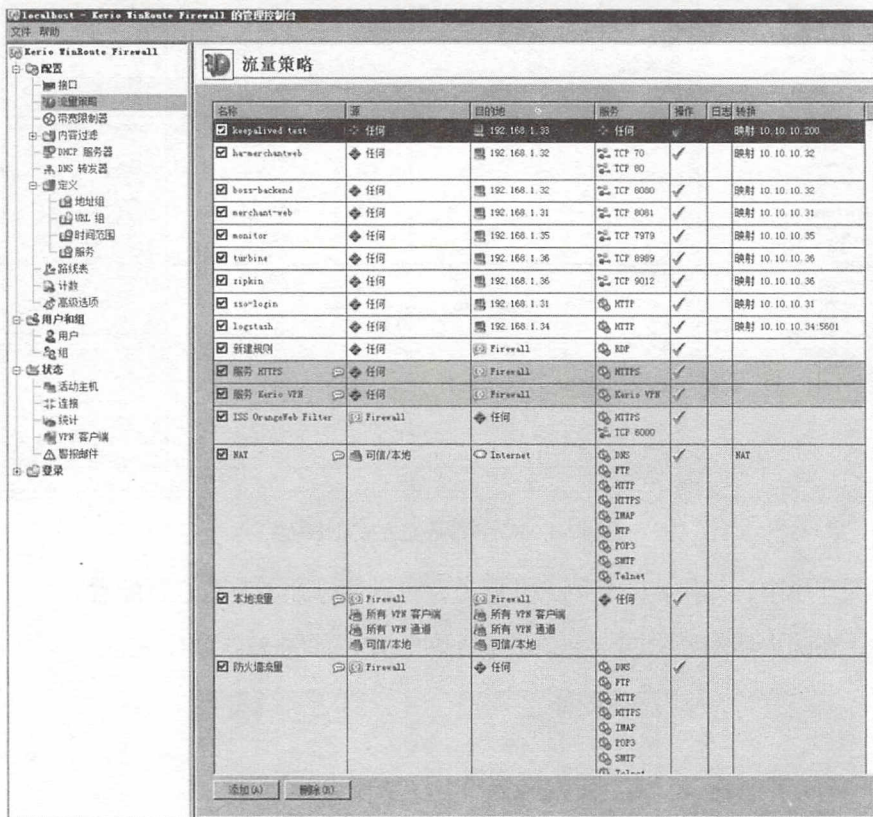 localhost - Kerio WinRoute Firewall 的管理控制台
文件 帮助
Kerio WinRoute Firewall
配置
接口
流量策略
带宽限制器
内容过滤
DHCP 服务器
DNS 转发器
定义
地址组
URL 组
时间范围
服务
路线表
计数
高级选项
用户和组
用户
组
状态
活动主机
连接
统计
VPN 客户端
警报邮件
登录
流量策略
名称 源 目的地 服务 操作 日志 转换
keepalived test 任何 192.168.1.33 任何 映射 10.10.10.200
ha-merchantweb 任何 192.168.1.32 TCP 70 映射 10.10.10.32
TCP 80
boss-backend 任何 192.168.1.32 TCP 8080 映射 10.10.10.32
merchant-web 任何 192.168.1.31 TCP 8081 映射 10.10.10.31
monitor 任何 192.168.1.35 TCP 7979 映射 10.10.10.35
turbine 任何 192.168.1.36 TCP 8989 映射 10.10.10.36
zipkin 任何 192.168.1.36 TCP 9012 映射 10.10.10.36
sso-login 任何 192.168.1.31 HTTP 映射 10.10.10.31
logstash 任何 192.168.1.34 HTTP 映射 10.10.10.34:5601
新建规则 任何 Firewall RDP
服务 HTTPS 任何 Firewall HTTPS
服务 Kerio VPN 任何 Firewall Kerio VPN
ISS OrangeWeb Filter Firewall 任何 HTTPS
TCP 6000
NAT 可信/本地 Internet DNS NAT
FTP
HTTP
HTTPS
IMAP
NTP
POP3
SMTP
Telnet
本地流量 Firewall Firewall 任何
所有 VPN 客户端 所有 VPN 客户端
所有 VPN 通道 所有 VPN 通道
可信/本地 可信/本地
防火墙流量 Firewall 任何 DNS
FTP
HTTP
HTTPS
IMAP
POP3
SMTP
Telnet
添加(A) 删除(R)